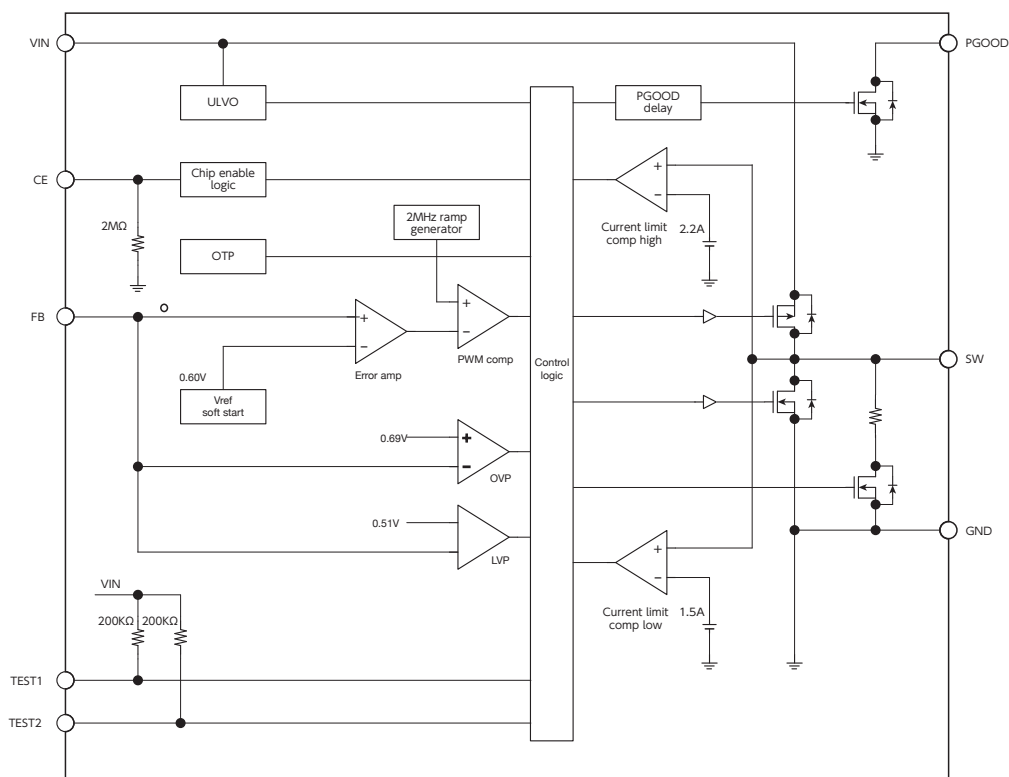 VIN
PGOOD
ULVO
PGOOD
delay
CE
Chip enable
logic
2MΩ
2MHz ramp
generator
Current limit
comp high
2.2A
OTP
FB
Error amp
PWM comp
Control
logic
SW
0.60V
Vref
soft start
0.69V
OVP
0.51V
LVP
GND
VIN
200KΩ
200KΩ
Current limit
comp low
1.5A
TEST1
TEST2